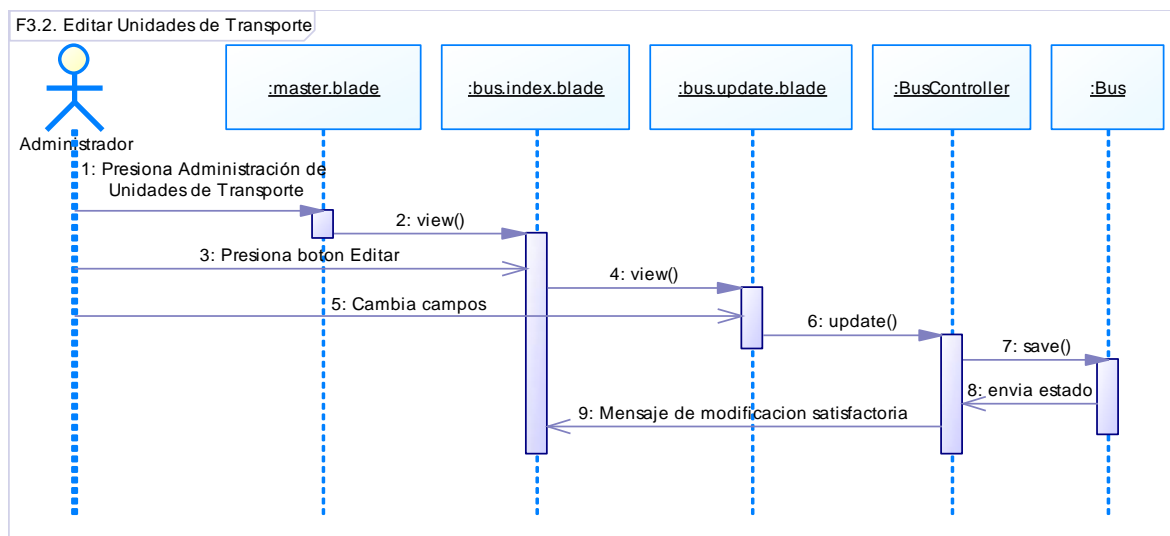 F3.2. Editar Unidades de Transporte
:master.blade
:bus.index.blade
:bus.update.blade
:BusController
:Bus
Administrador
1: Presiona Administración de
Unidades de Transporte
2: view()
3: Presiona boton Editar
4: view()
5: Cambia campos
6: update()
7: save()
8: envia estado
9: Mensaje de modificacion satisfactoria